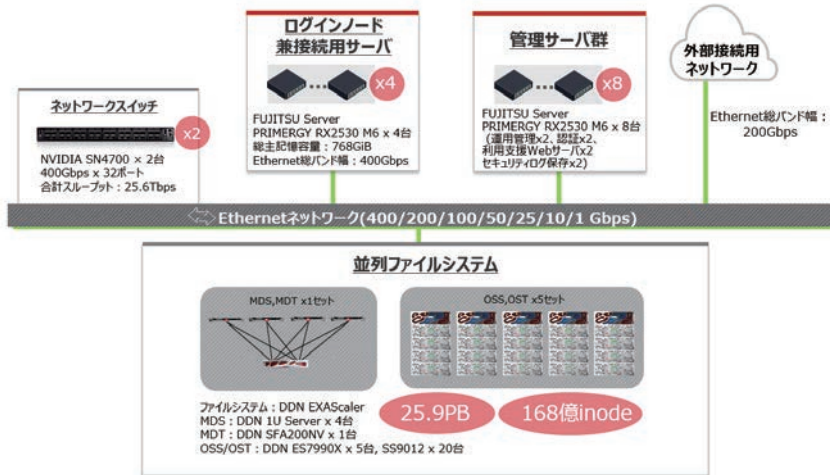 ログインノード
兼接続用サーバ
x4
FUJITSU Server
PRIMERGY RX2530 M6 x 4台
総主記憶容量：768GiB
Ethernet総バンド幅：400Gbps
管理サーバ群
x8
FUJITSU Server
PRIMERGY RX2530 M6 x 8台
(運用管理x2、認証x2、
利用支援Webサーバx2
セキュリティログ保存x2)
外部接続用
ネットワーク
Ethernet総バンド幅：
200Gbps
ネットワークスイッチ
x2
NVIDIA SN4700 × 2台
400Gbps x 32ポート
合計スループット：25.6Tbps
Ethernetネットワーク(400/200/100/50/25/10/1 Gbps)
並列ファイルシステム
MDS,MDT x1セット
OSS,OST x5セット
ファイルシステム：DDN EXAScaler
MDS：DDN 1U Server x 4台
MDT：DDN SFA200NV x 1台
OSS/OST：DDN ES7990X x 5台, SS9012 x 20台
25.9PB
168億inode